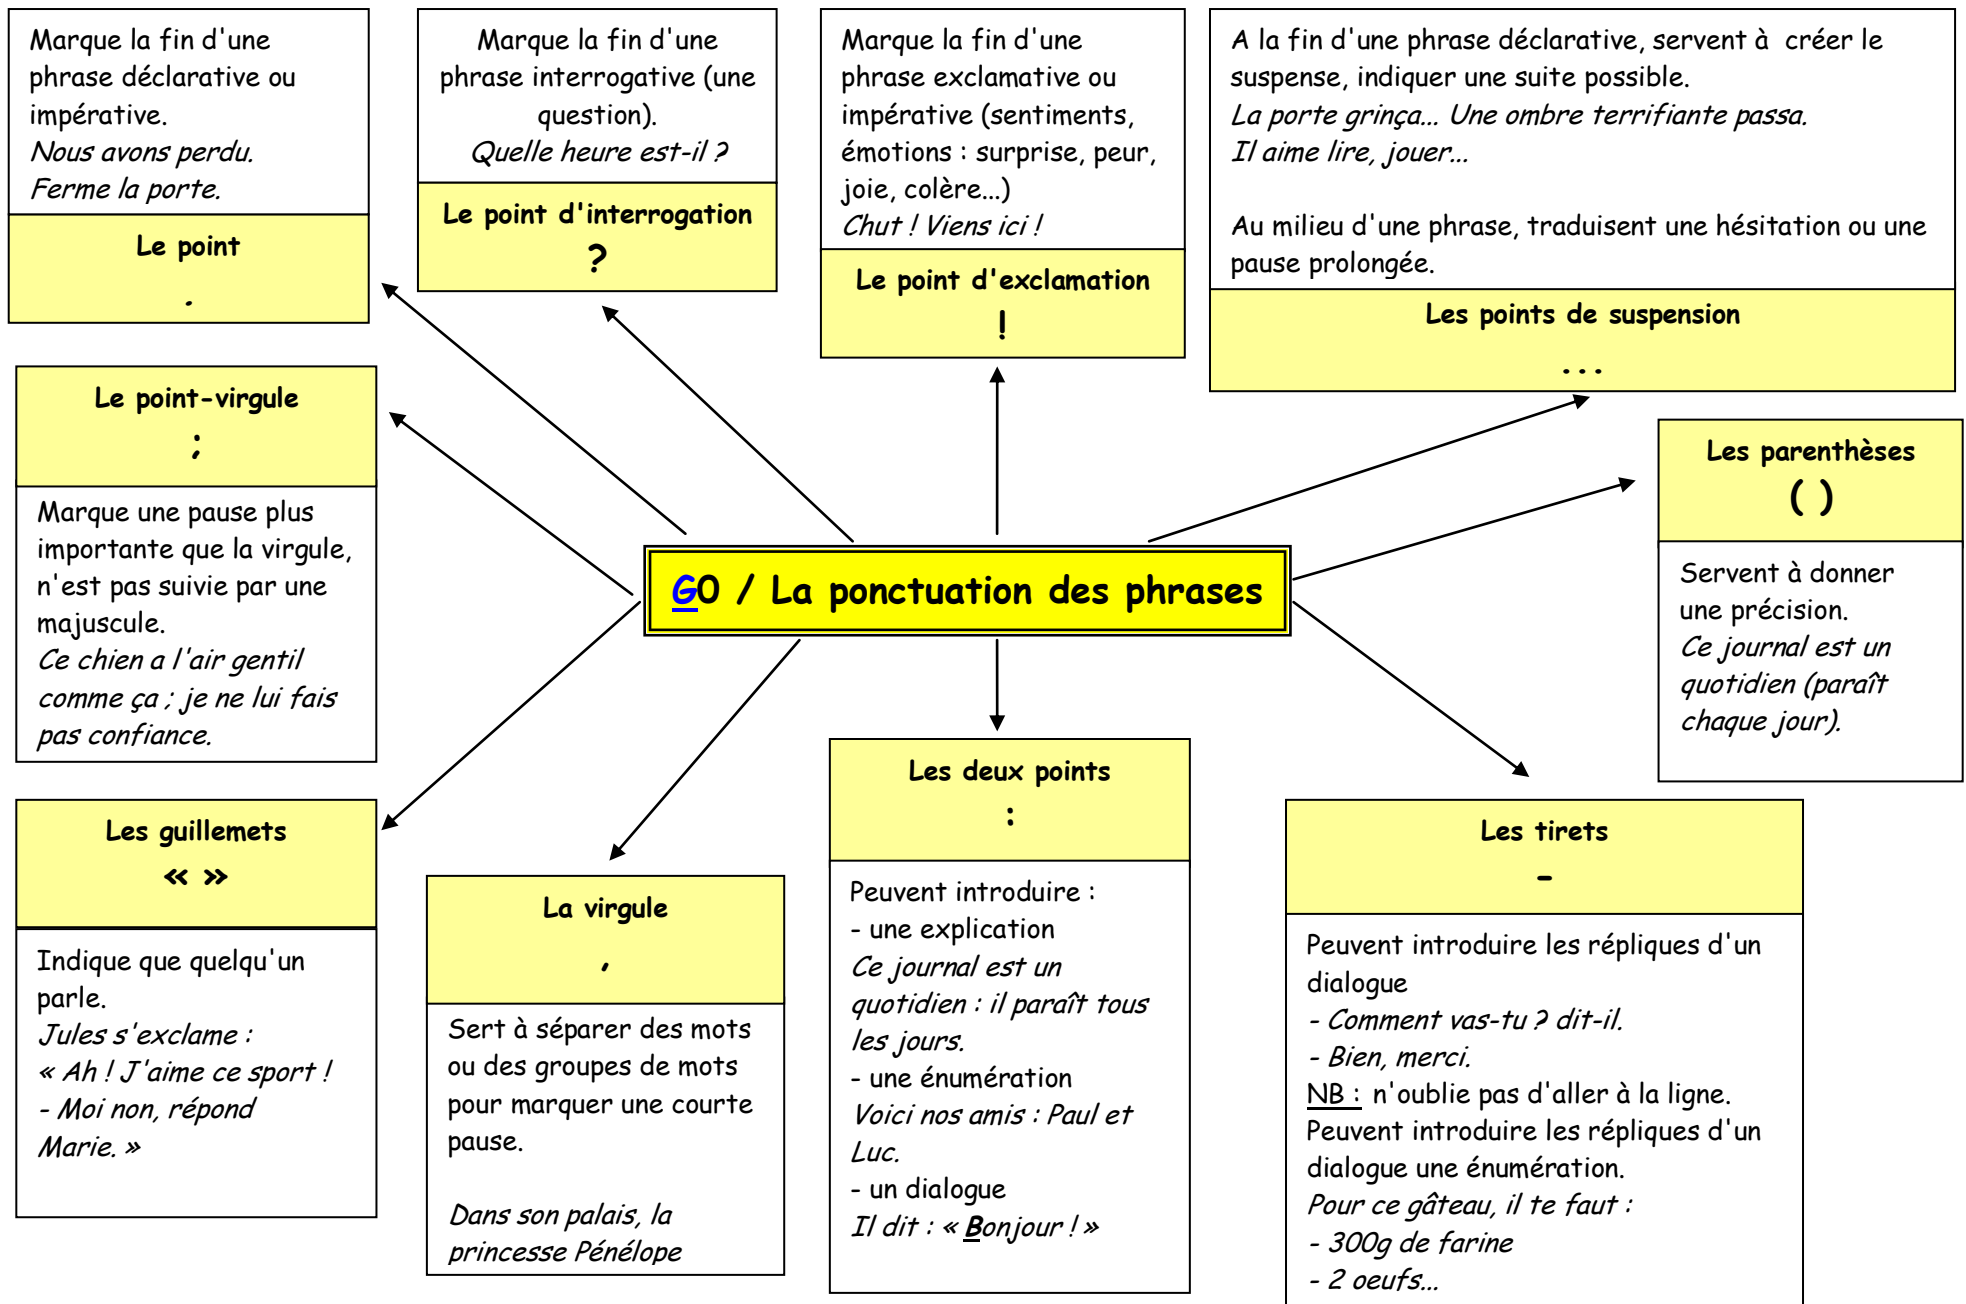 Marque la fin d'une
phrase déclarative ou
impérative.
Nous avons perdu.
Ferme la porte.
Le point
.
Marque la fin d'une
phrase interrogative (une
question).
Quelle heure est-il ?
Le point d'interrogation
?
Marque la fin d'une
phrase exclamative ou
impérative (sentiments,
émotions : surprise, peur,
joie, colère...)
Chut ! Viens ici !
Le point d'exclamation
!
A la fin d'une phrase déclarative, servent à créer le
suspense, indiquer une suite possible.
La porte grinça... Une ombre terrifiante passa.
Il aime lire, jouer...
Au milieu d'une phrase, traduisent une hésitation ou une
pause prolongée.
Les points de suspension
...
Le point-virgule
;
Marque une pause plus
importante que la virgule,
n'est pas suivie par une
majuscule.
Ce chien a l'air gentil
comme ça ; je ne lui fais
pas confiance.
Les parenthèses
( )
Servent à donner
une précision.
Ce journal est un
quotidien (paraît
chaque jour).
G0 / La ponctuation des phrases
Les guillemets
« »
Indique que quelqu'un
parle.
Jules s'exclame :
« Ah ! J'aime ce sport !
- Moi non, répond
Marie. »
La virgule
,
Sert à séparer des mots
ou des groupes de mots
pour marquer une courte
pause.
Dans son palais, la
princesse Pénélope
Les deux points
:
Peuvent introduire :
- une explication
Ce journal est un
quotidien : il paraît tous
les jours.
- une énumération
Voici nos amis : Paul et
Luc.
- un dialogue
Il dit : « Bonjour ! »
Les tirets
-
Peuvent introduire les répliques d'un
dialogue
- Comment vas-tu ? dit-il.
- Bien, merci.
NB : n'oublie pas d'aller à la ligne.
Peuvent introduire les répliques d'un
dialogue une énumération.
Pour ce gâteau, il te faut :
- 300g de farine
- 2 oeufs...